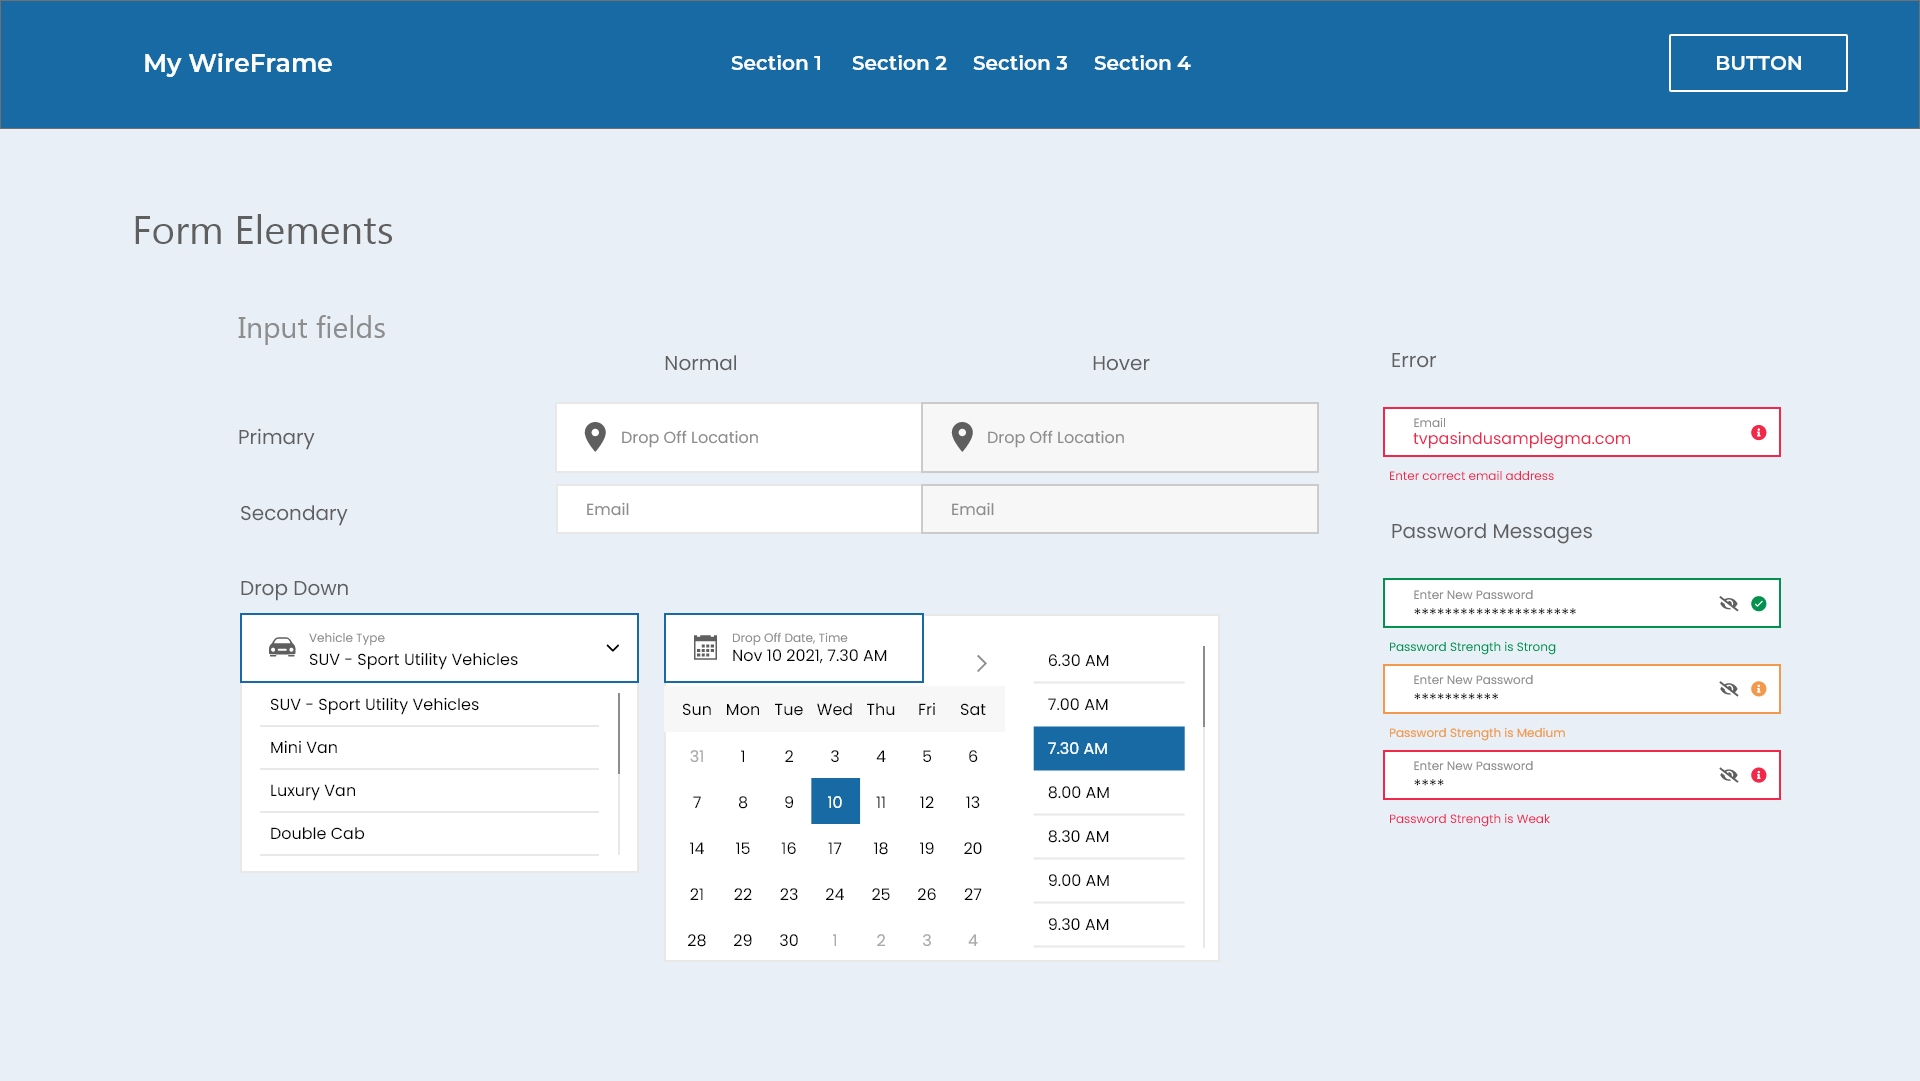 My WireFrame
Section 1 Section 2 Section 3 Section 4
BUTTON
Form Elements
Input fields
Normal
Hover
Primary
Drop Off Location
Drop Off Location
Secondary
Email
Email
Drop Down
Vehicle Type
SUV - Sport Utility Vehicles
SUV - Sport Utility Vehicles
Mini Van
Luxury Van
Double Cab
Drop Off Date, Time
Nov 10 2021, 7.30 AM
Sun Mon Tue Wed Thu Fri Sat
31 1 2 3 4 5 6
7 8 9 10 11 12 13
14 15 16 17 18 19 20
21 22 23 24 25 26 27
28 29 30 1 2 3 4
6.30 AM
7.00 AM
7.30 AM
8.00 AM
8.30 AM
9.00 AM
9.30 AM
Error
Email
tvpasindusamplegma.com
Enter correct email address
Password Messages
Enter New Password
*********************
Password Strength is Strong
Enter New Password
***********
Password Strength is Medium
Enter New Password
****
Password Strength is Weak